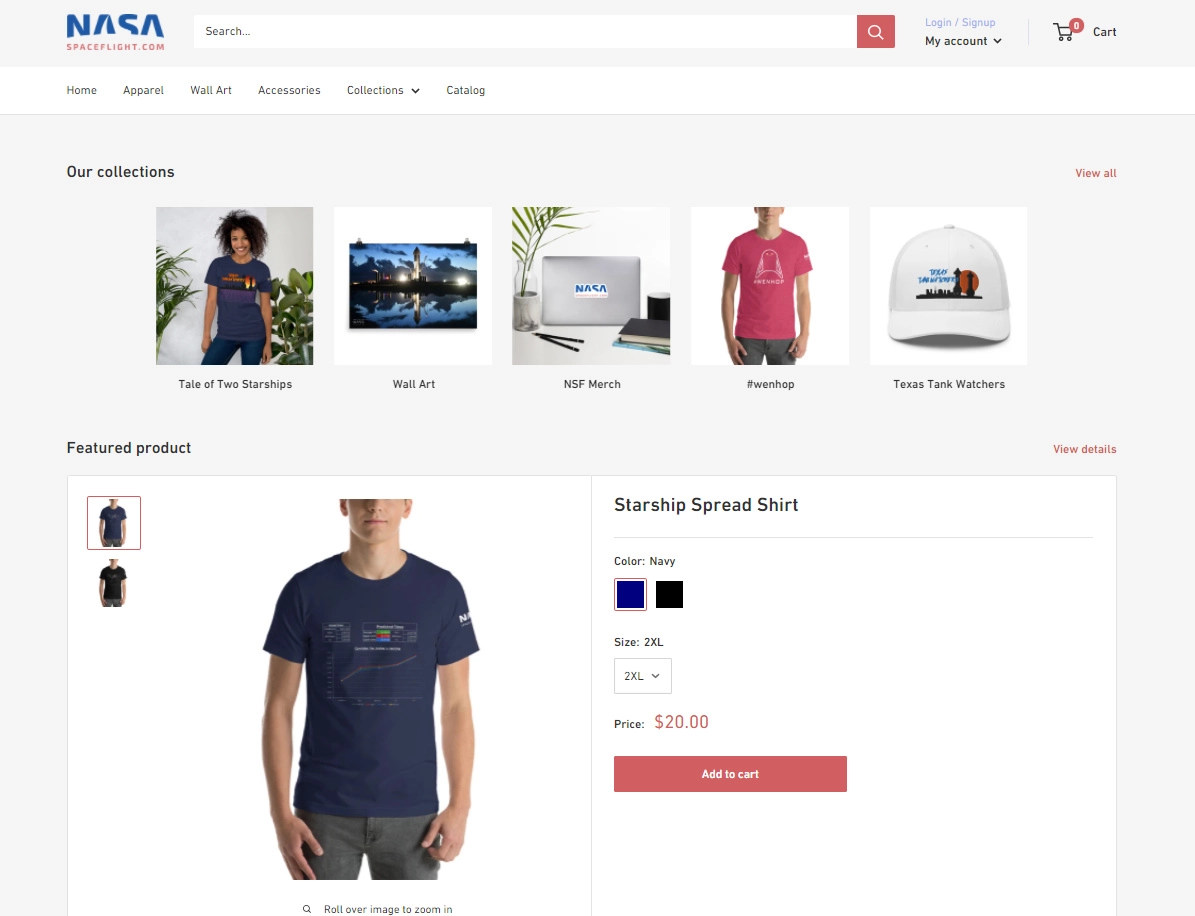 NASA
SPACEFLIGHT.COM
Search...
Login / Signup
My account
0
Cart
Home
Apparel
Wall Art
Accessories
Collections
Catalog
Our collections
View all
NASA
#WENHOP
TEXAS
TANK WATCHERS
Tale of Two Starships
Wall Art
NSF Merch
#wenhop
Texas Tank Watchers
Featured product
View details
Starship Spread Shirt
Color: Navy
Size: 2XL
2XL
Price: $20.00
Add to cart
Roll over image to zoom in